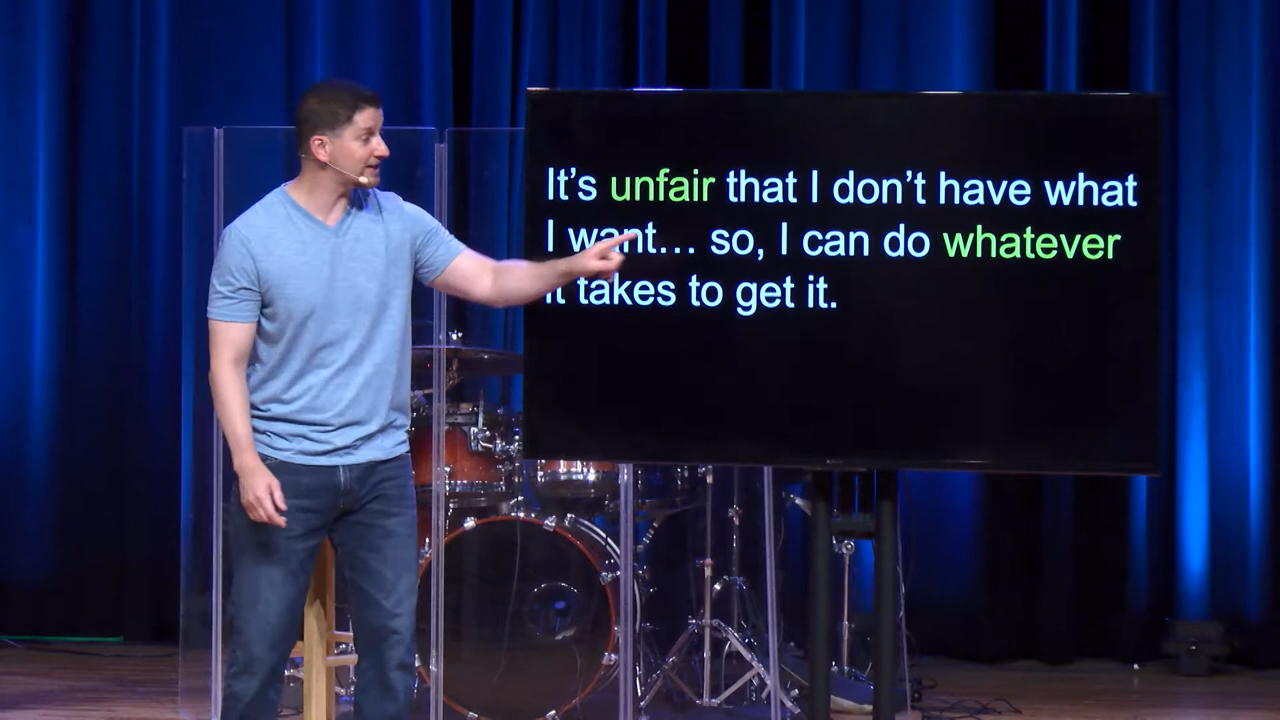 It’s unfair that I don’t have what
I want... so, I can do whatever
it takes to get it.